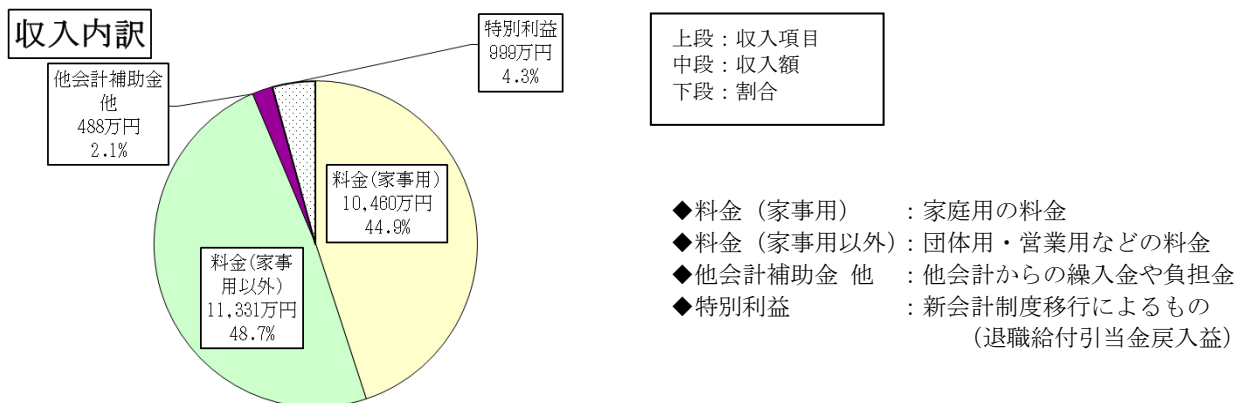 収入内訳
特別利益
999万円
4.3%
他会計補助金
他
488万円
2.1%
料金(家事用)
10,460万円
44.9%
料金(家事
用以外)
11,331万円
48.7%
上段：収入項目
中段：収入額
下段：割合
◆料金（家事用）　　：家庭用の料金
◆料金（家事用以外）：団体用・営業用などの料金
◆他会計補助金 他　：他会計からの繰入金や負担金
◆特別利益　　　　　：新会計制度移行によるもの
（退職給付引当金戻入益）